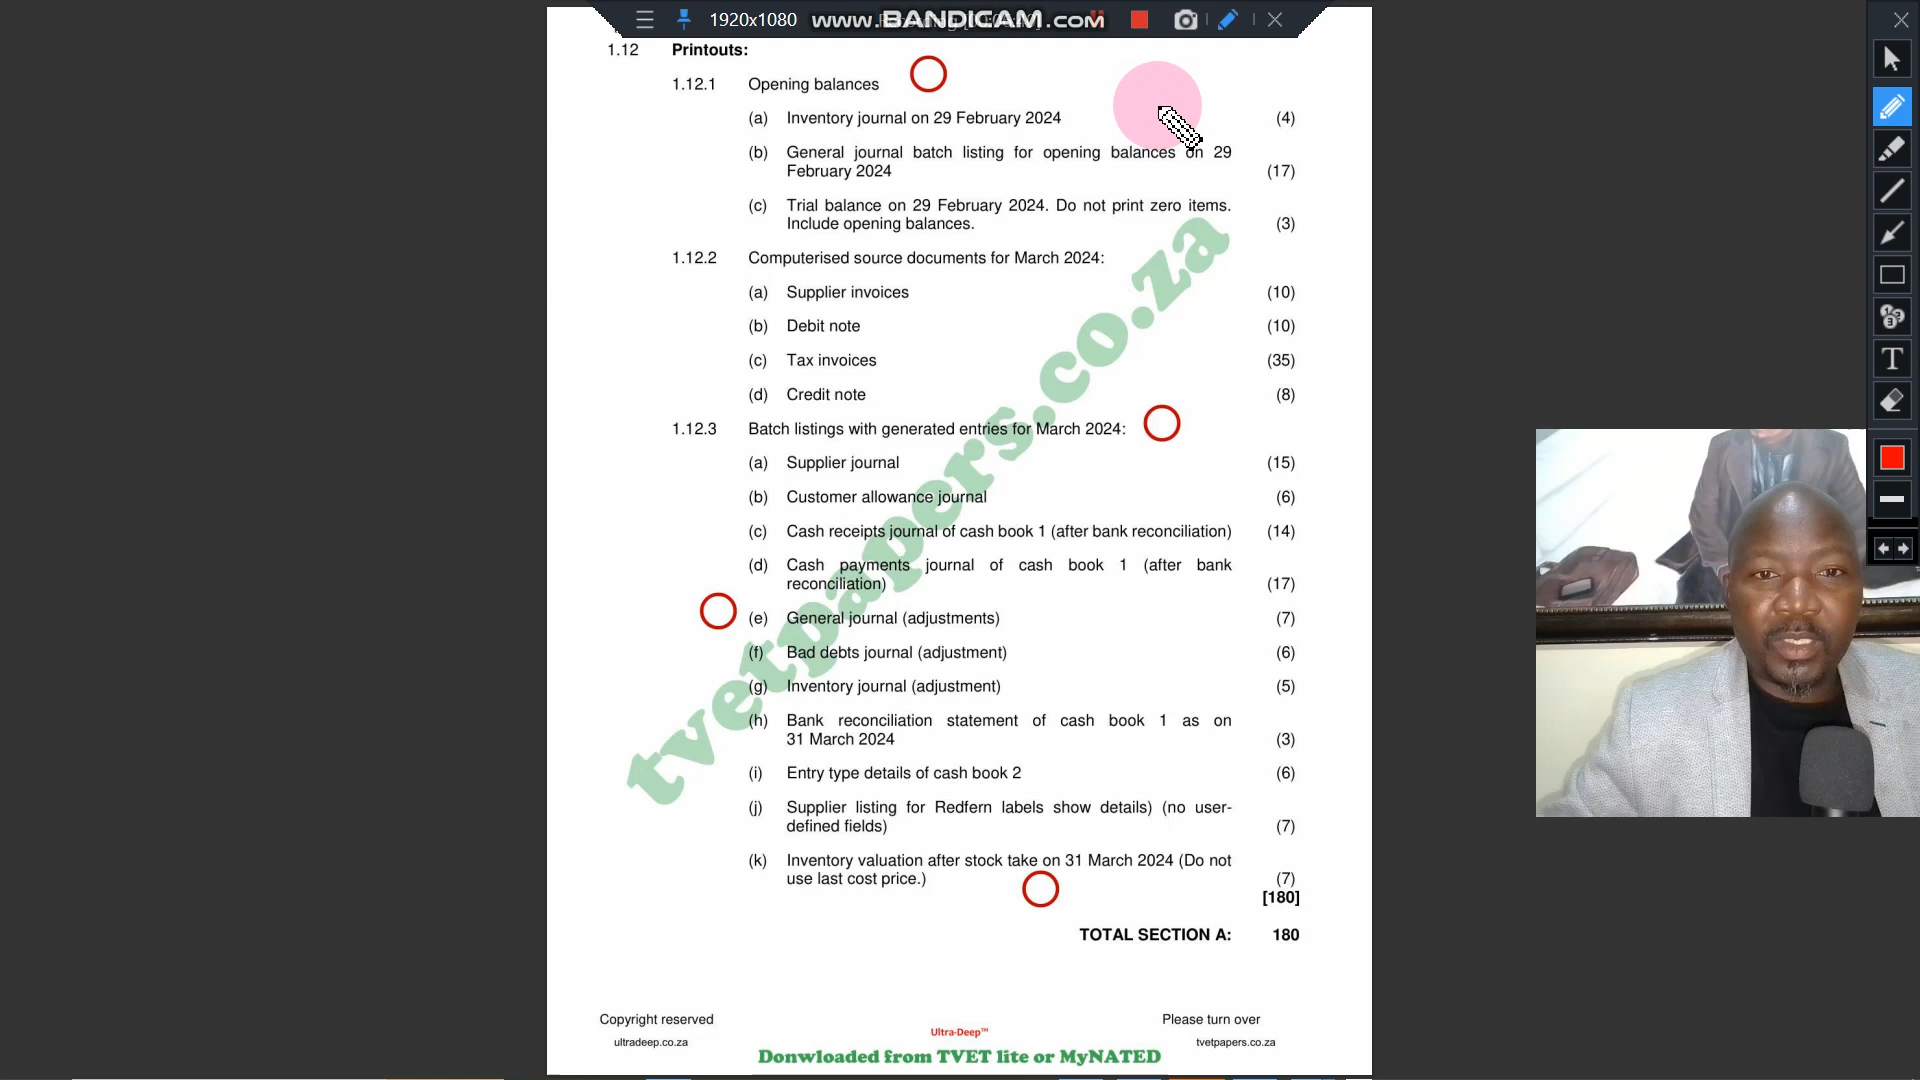 1920x1080 www.BANDICAM.com
1.12 Printouts:
1.12.1 Opening balances
(a) Inventory journal on 29 February 2024 (4)
(b) General journal batch listing for opening balances on 29
February 2024 (17)
(c) Trial balance on 29 February 2024. Do not print zero items.
Include opening balances. (3)
1.12.2 Computerised source documents for March 2024:
(a) Supplier invoices (10)
(b) Debit note (10)
(c) Tax invoices (35)
(d) Credit note (8)
1.12.3 Batch listings with generated entries for March 2024:
(a) Supplier journal (15)
(b) Customer allowance journal (6)
(c) Cash receipts journal of cash book 1 (after bank reconciliation) (14)
(d) Cash payments journal of cash book 1 (after bank
reconciliation) (17)
(e) General journal (adjustments) (7)
(f) Bad debts journal (adjustment) (6)
(g) Inventory journal (adjustment) (5)
(h) Bank reconciliation statement of cash book 1 as on
31 March 2024 (3)
(i) Entry type details of cash book 2 (6)
(j) Supplier listing for Redfern labels show details) (no user-
defined fields) (7)
(k) Inventory valuation after stock take on 31 March 2024 (Do not
use last cost price.) (7)
[180]
TOTAL SECTION A: 180
tvetpapers.co.za
Copyright reserved Please turn over
Ultra-Deep™
ultradeep.co.za tvetpapers.co.za
Donwloaded from TVET lite or MyNATED
T